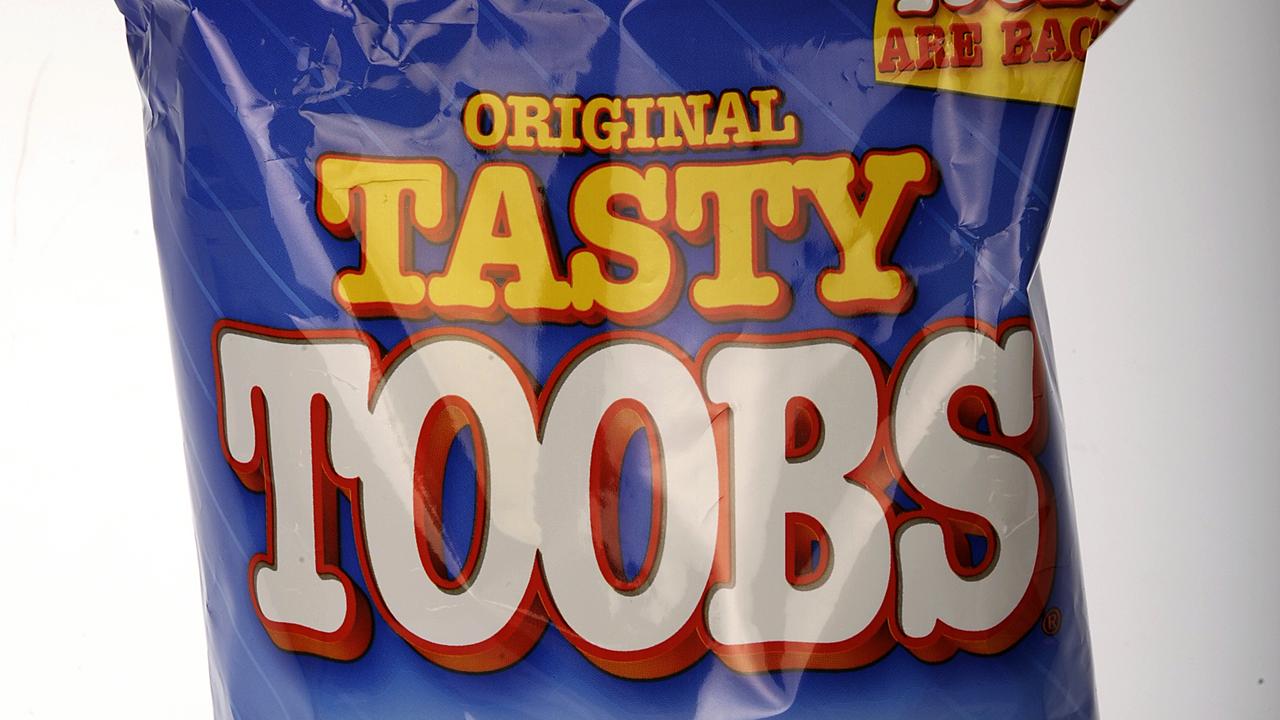 ARE BAC
ORIGINAL
TASTY
TOOBS
®